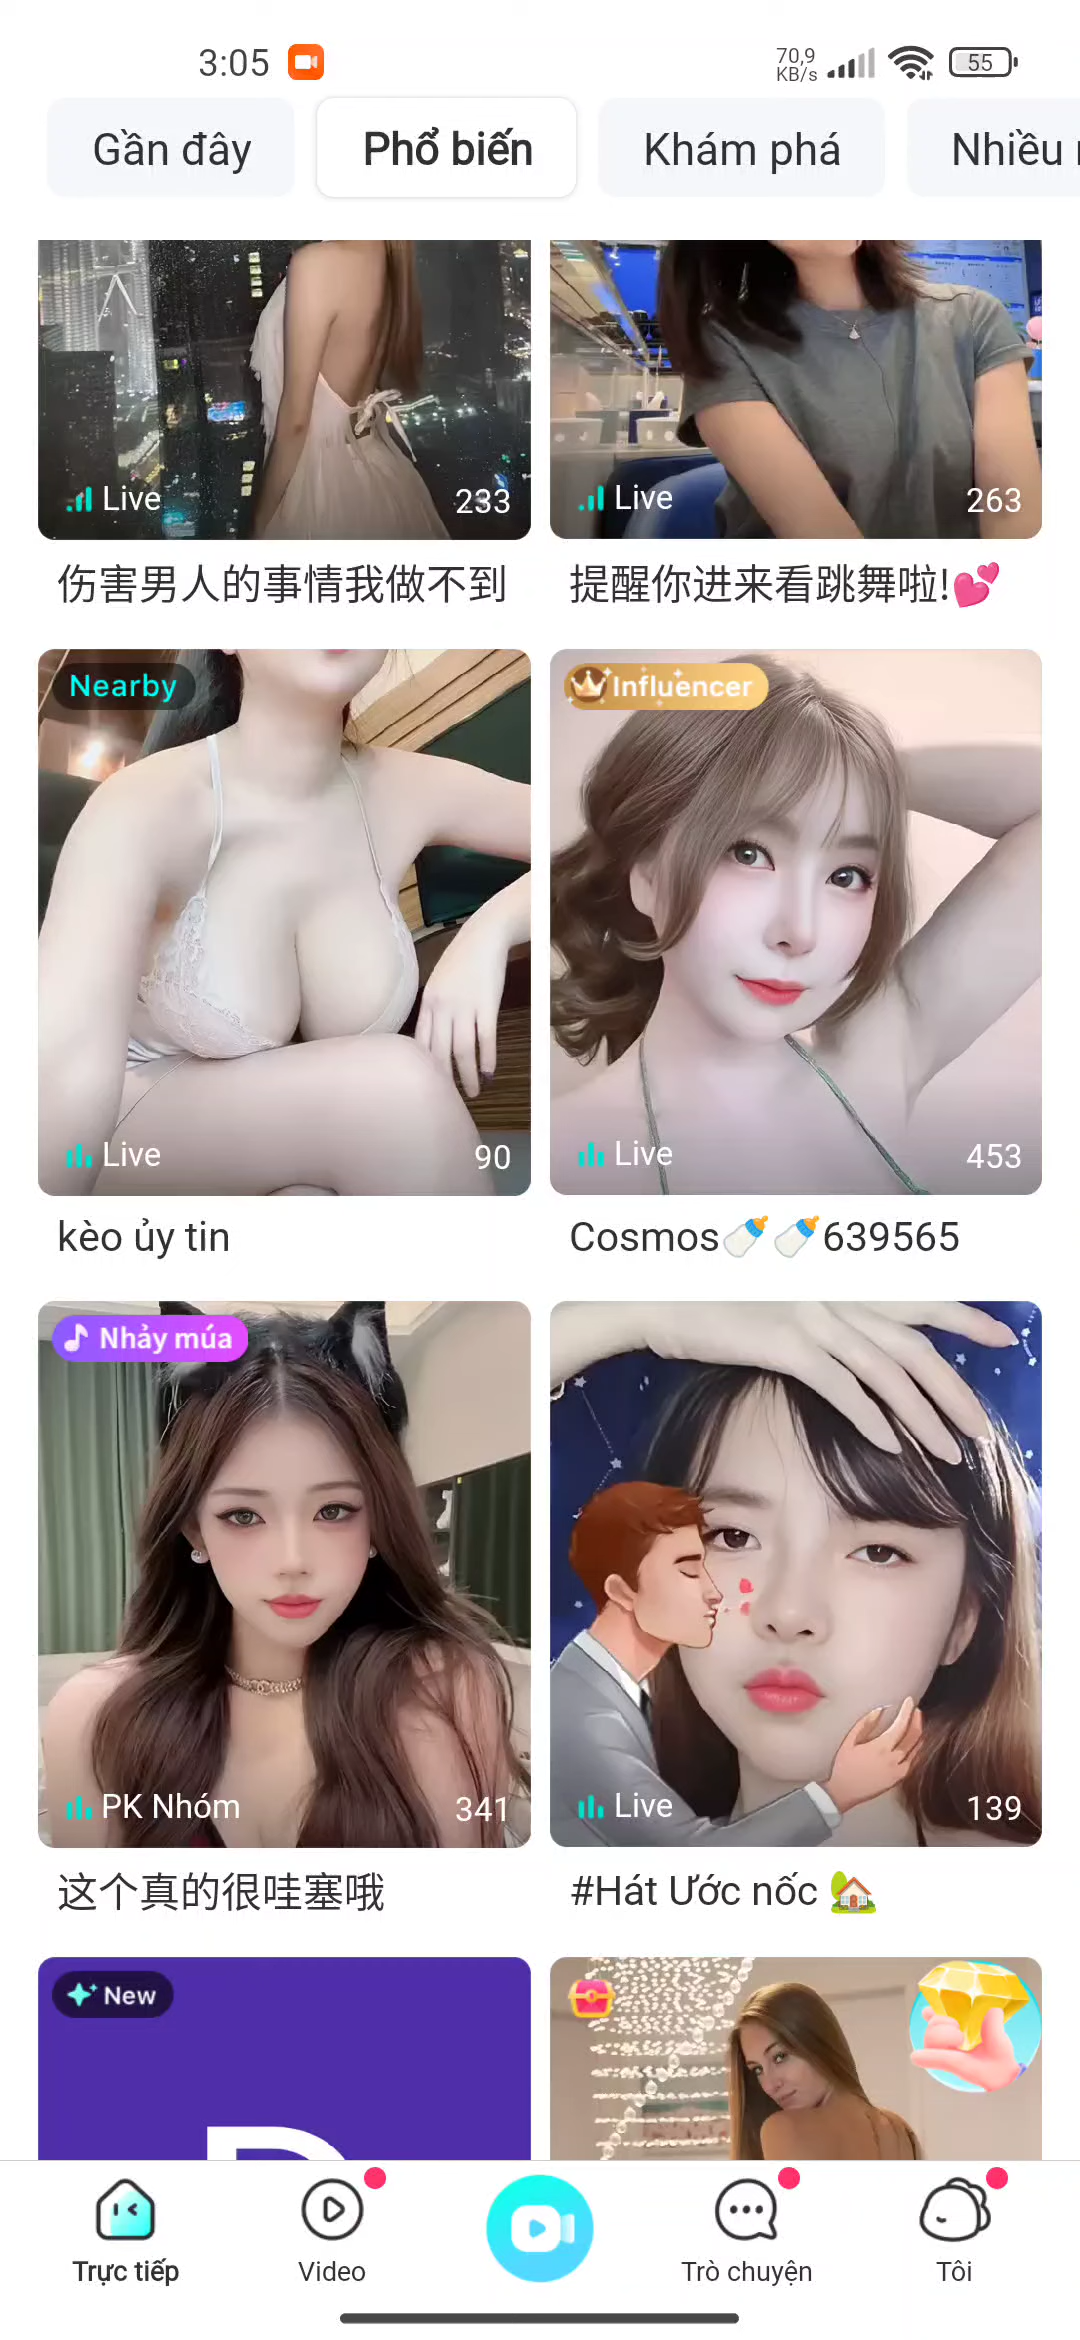 3:05
70,9
KB/s
55
Gần đây
Phổ biến
Khám phá
Nhiều
Live
233
Live
263
伤害男人的事情我做不到
提醒你进来看跳舞啦!💕
Nearby
Influencer
Live
90
Live
453
kèo ủy tin
Cosmos🍼🍼639565
Nhảy múa
PK Nhóm
341
Live
139
这个真的很哇塞哦
#Hát Ước nốc 🏡
New
Trực tiếp
Video
Trò chuyện
Tôi